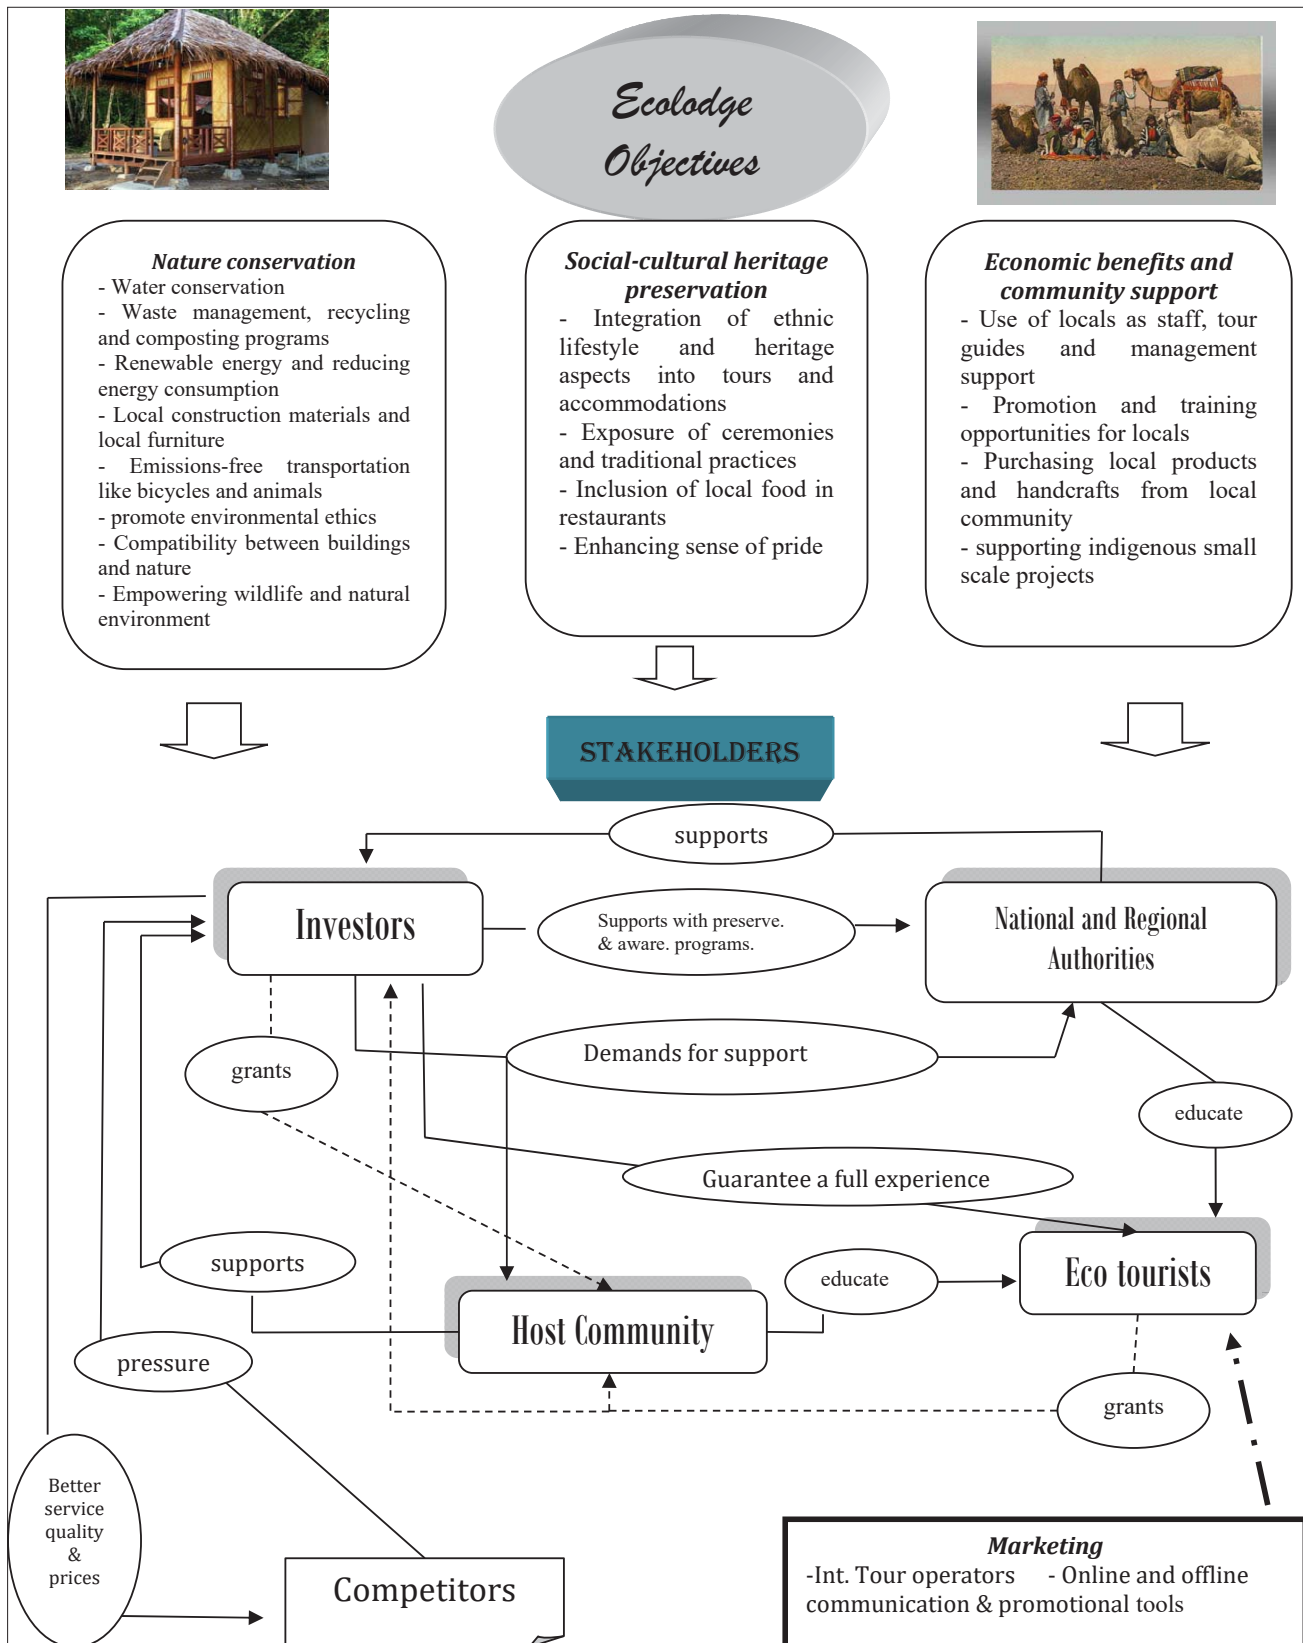 Ecolodge
Objectives
Nature conservation
- Water conservation
- Waste management, recycling
and composting programs
- Renewable energy and reducing
energy consumption
- Local construction materials and
local furniture
- Emissions-free transportation
like bicycles and animals
- promote environmental ethics
- Compatibility between buildings
and nature
- Empowering wildlife and natural
environment
Social-cultural heritage
preservation
- Integration of ethnic
lifestyle and heritage
aspects into tours and
accommodations
- Exposure of ceremonies
and traditional practices
- Inclusion of local food in
restaurants
- Enhancing sense of pride
Economic benefits and
community support
- Use of locals as staff, tour
guides and management
support
- Promotion and training
opportunities for locals
- Purchasing local products
and handcrafts from local
community
- supporting indigenous small
scale projects
STAKEHOLDERS
supports
Investors
Supports with preserve.
& aware. programs.
National and Regional
Authorities
grants
Demands for support
educate
Guarantee a full experience
supports
educate
Eco tourists
Host Community
pressure
grants
Better
service
quality
&
prices
Competitors
Marketing
-Int. Tour operators - Online and offline
communication & promotional tools